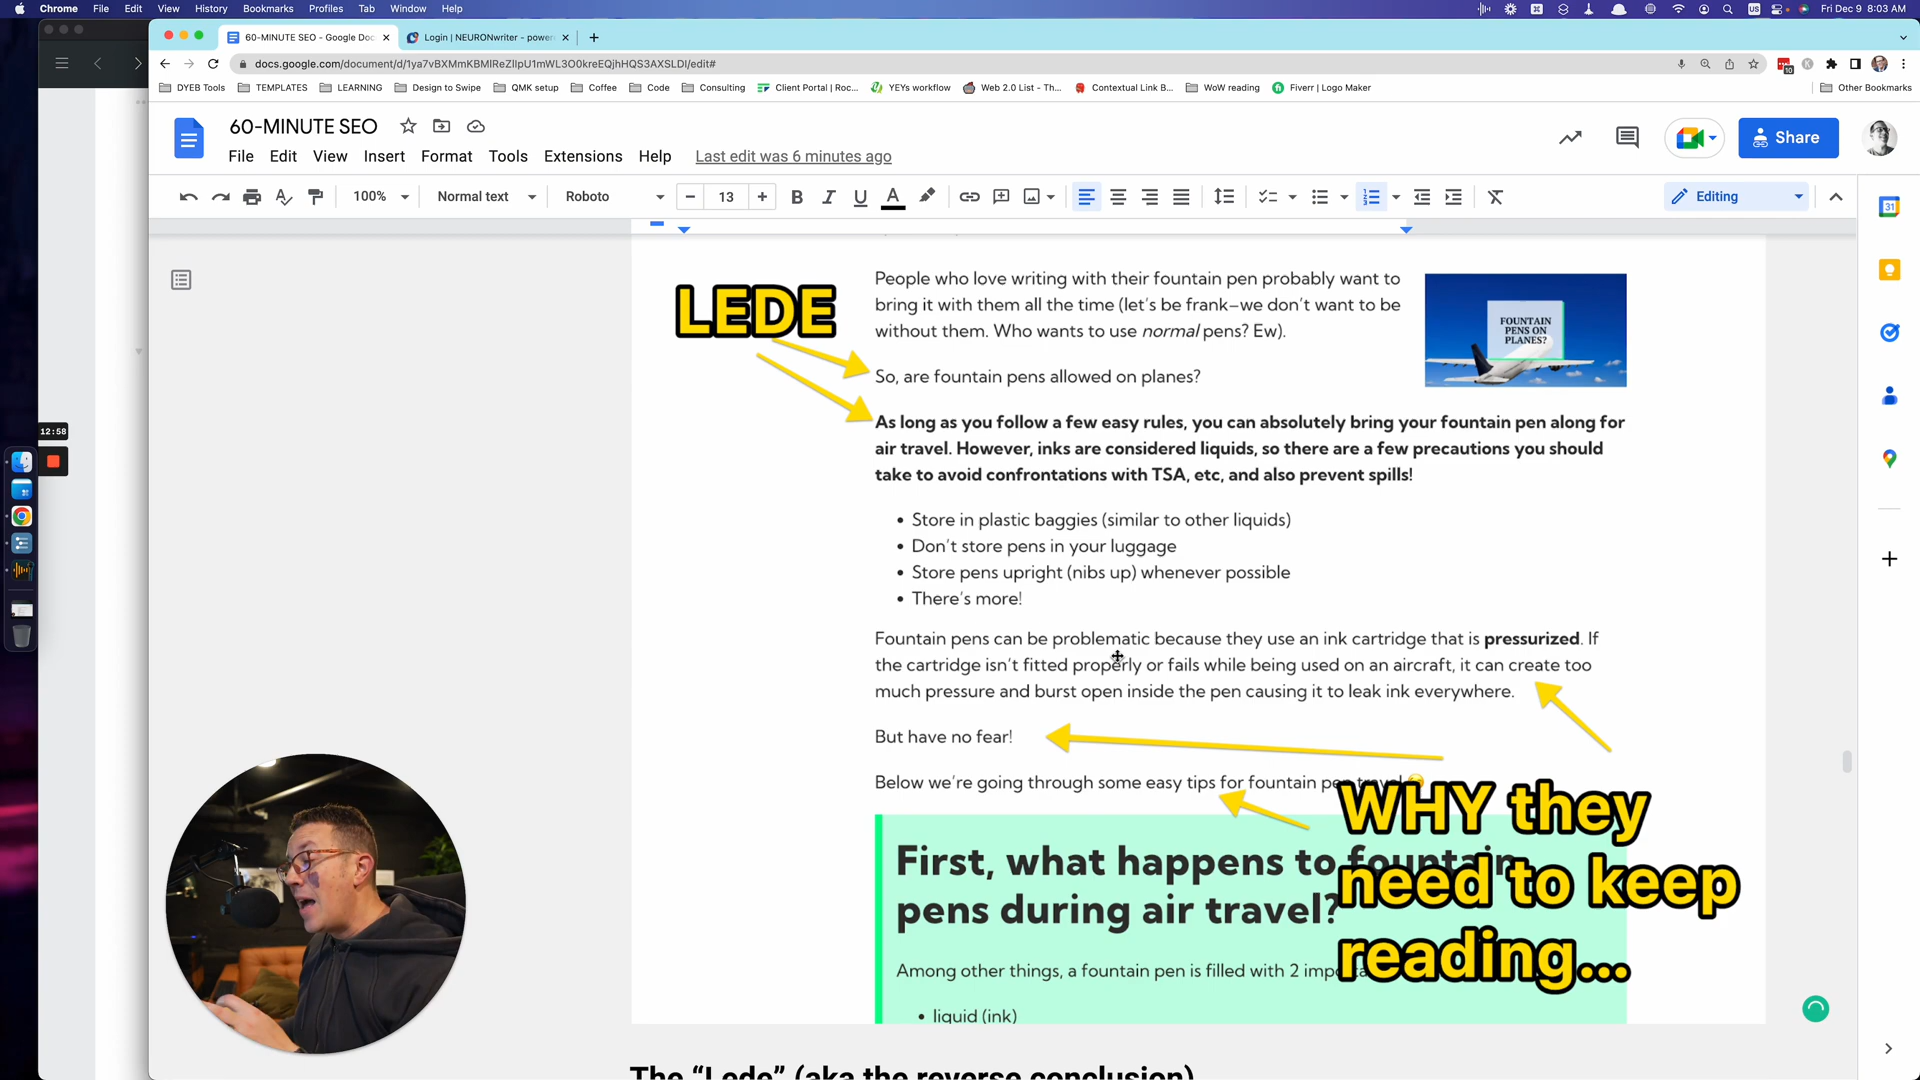 Chrome File Edit View History Bookmarks Profiles Tab Window Help
US
Fri Dec 9 8:03 AM
60-MINUTE SEO - Google Doc
Login | NEURONwriter - power
docs.google.com/document/d/1ya7vBXMmKBMIReZIlpU1mWL3O0kreEQjhHQS3AXSLDI/edit#
10
DYEB Tools TEMPLATES LEARNING Design to Swipe QMK setup Coffee Code Consulting Client Portal | Roc... YEYs workflow Web 2.0 List - Th... Contextual Link B... WoW reading Fiverr | Logo Maker Other Bookmarks
60-MINUTE SEO
File Edit View Insert Format Tools Extensions Help Last edit was 6 minutes ago
Share
100% Normal text Roboto 13 Editing
31
12:58
LEDE
People who love writing with their fountain pen probably want to
bring it with them all the time (let's be frank–we don't want to be
without them. Who wants to use normal pens? Ew).
FOUNTAIN
PENS ON
PLANES?
So, are fountain pens allowed on planes?
As long as you follow a few easy rules, you can absolutely bring your fountain pen along for
air travel. However, inks are considered liquids, so there are a few precautions you should
take to avoid confrontations with TSA, etc, and also prevent spills!
• Store in plastic baggies (similar to other liquids)
• Don't store pens in your luggage
• Store pens upright (nibs up) whenever possible
• There's more!
Fountain pens can be problematic because they use an ink cartridge that is pressurized. If
the cartridge isn't fitted properly or fails while being used on an aircraft, it can create too
much pressure and burst open inside the pen causing it to leak ink everywhere.
But have no fear!
Below we're going through some easy tips for fountain pen travel
WHY they
need to keep
reading...
First, what happens to fountain
pens during air travel?
Among other things, a fountain pen is filled with 2
• liquid (ink)
The "Lede" (aka the reverse conclusion)